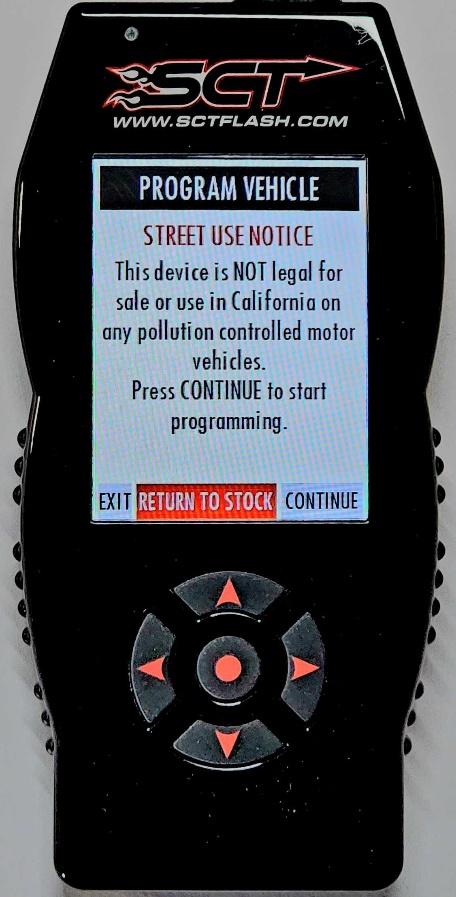 SCT
WWW.SCTFLASH.COM
PROGRAM VEHICLE
STREET USE NOTICE
This device is NOT legal for
sale or use in California on
any pollution controlled motor
vehicles.
Press CONTINUE to start
programming.
EXIT RETURN TO STOCK CONTINUE